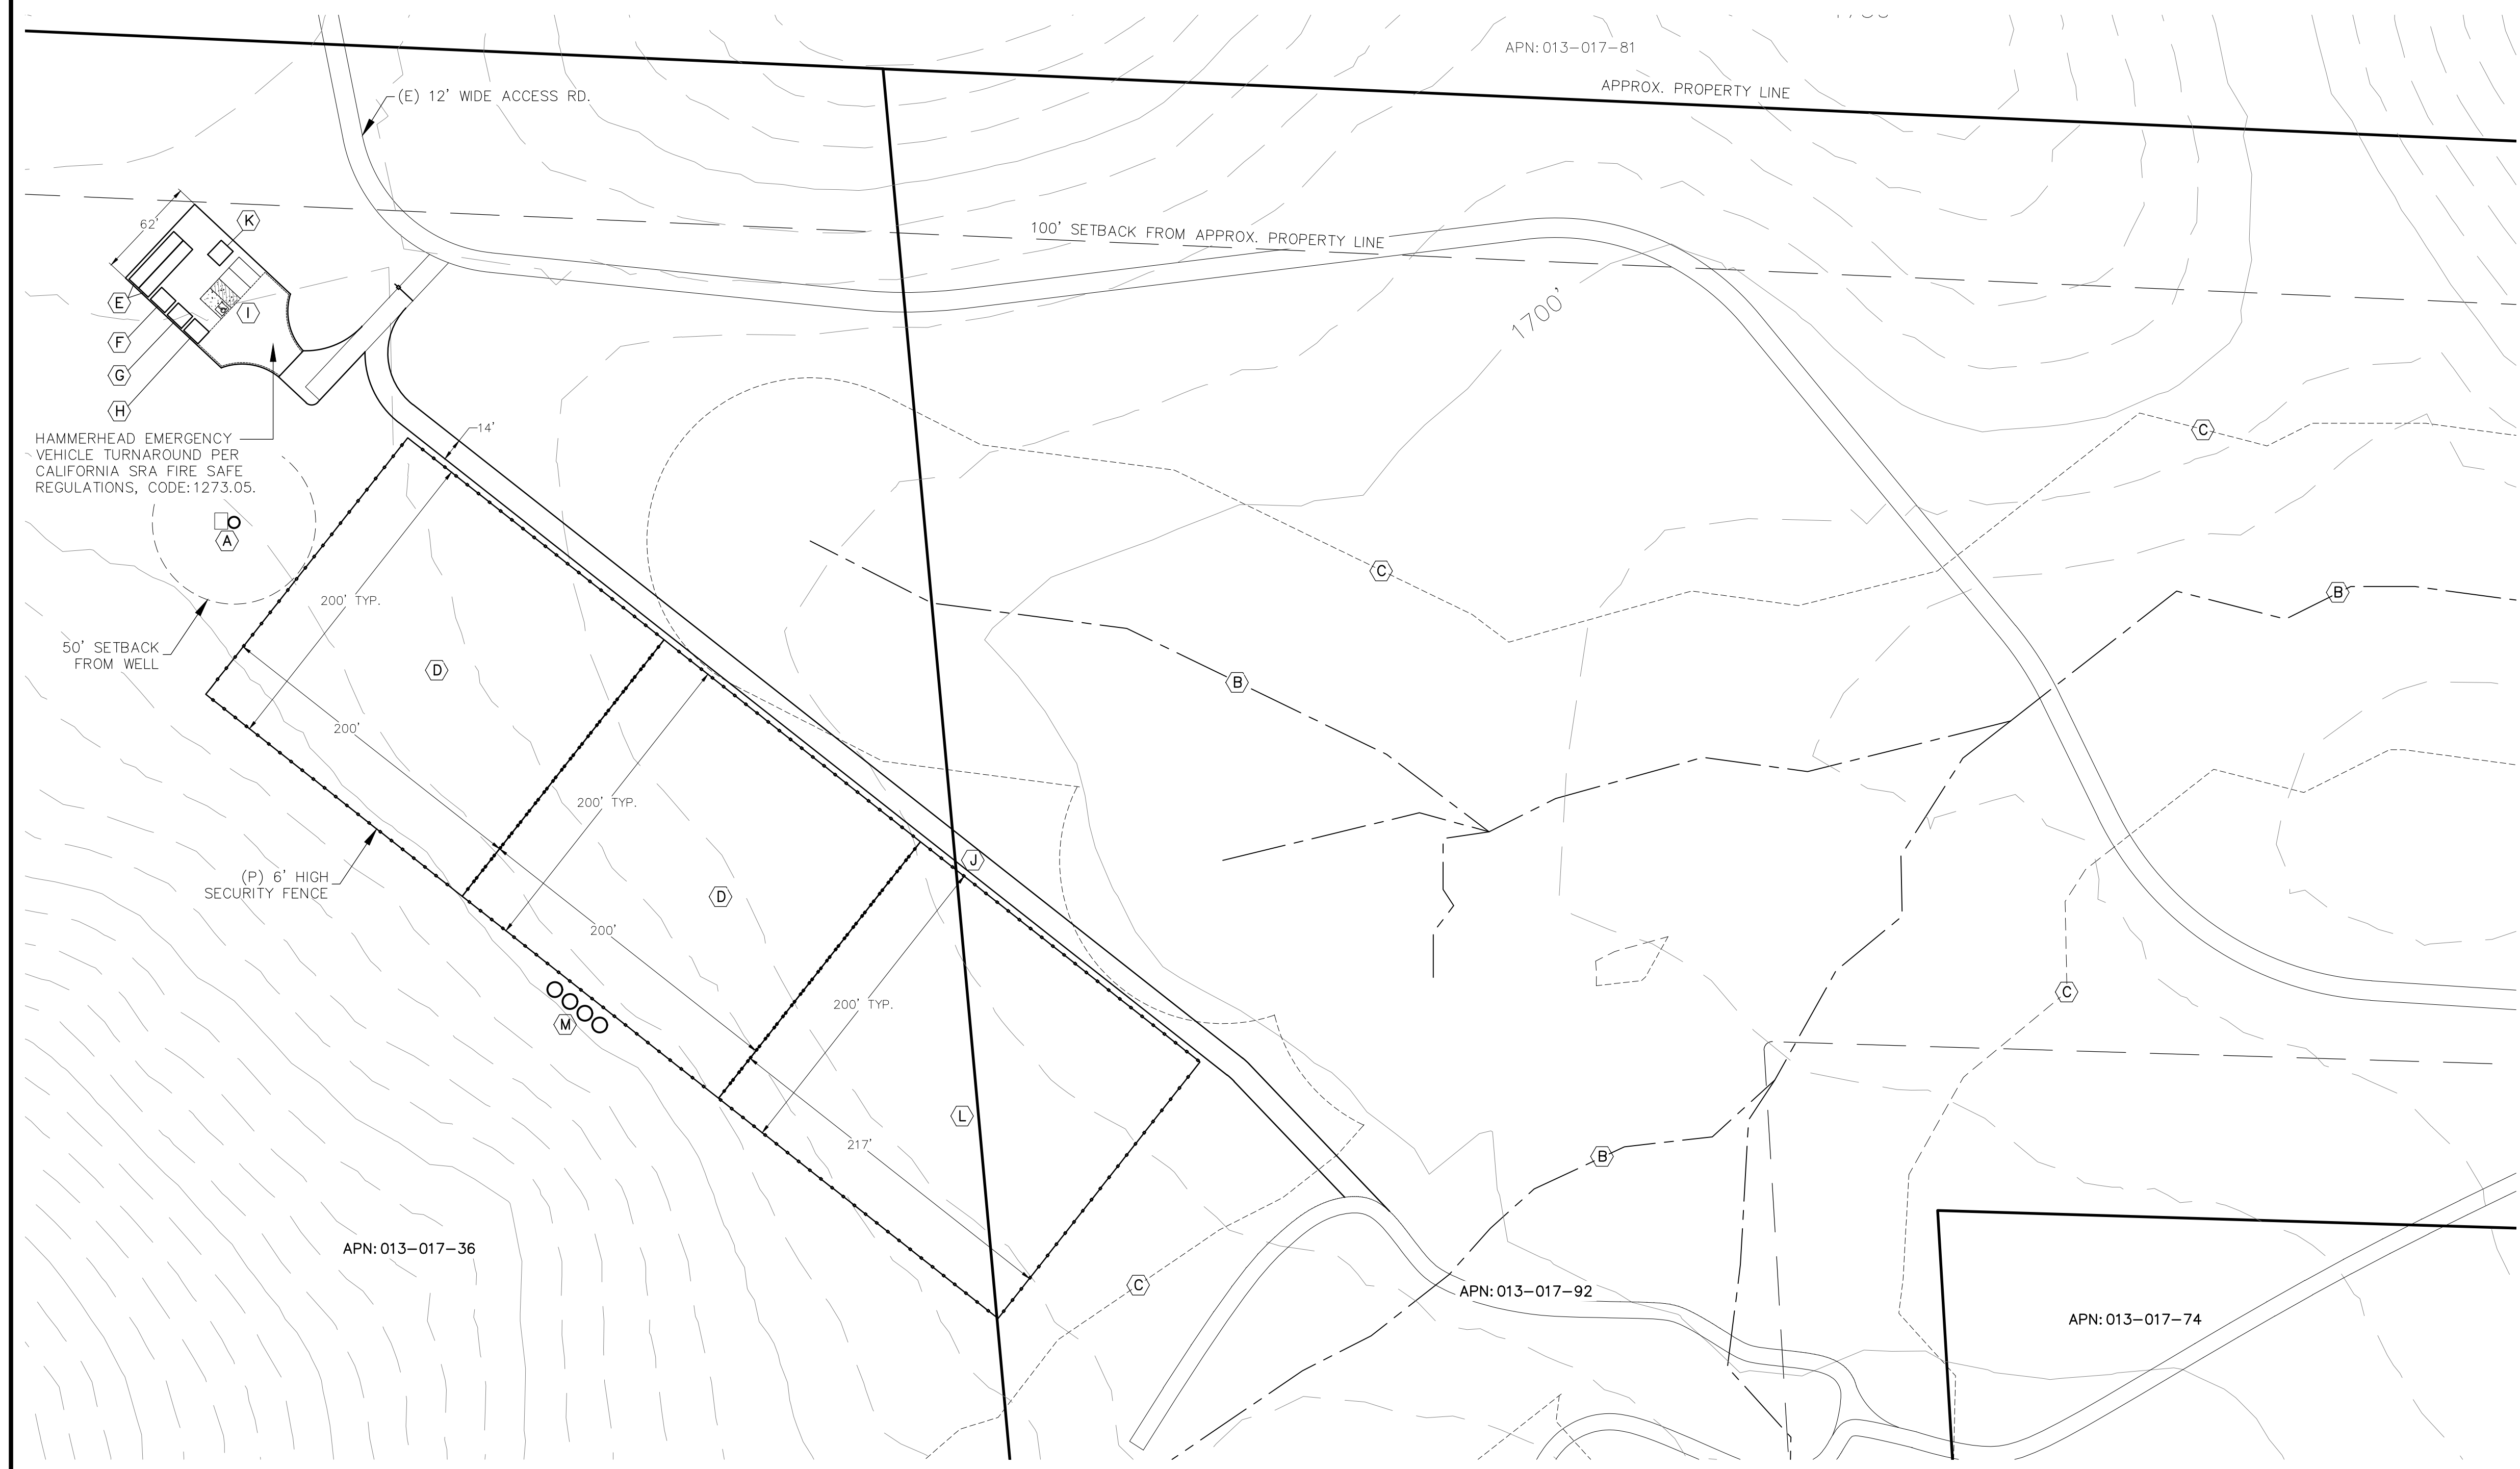 APN: 013-017-81
APPROX. PROPERTY LINE
(E) 12' WIDE ACCESS RD.
62'
K
100' SETBACK FROM APPROX. PROPERTY LINE
E
I
1700'
F
G
H
HAMMERHEAD EMERGENCY
VEHICLE TURNAROUND PER
CALIFORNIA SRA FIRE SAFE
REGULATIONS, CODE: 1273.05.
14'
C
A
C
B
200' TYP.
50' SETBACK
FROM WELL
D
B
200'
200' TYP.
J
(P) 6' HIGH
SECURITY FENCE
D
200'
C
200' TYP.
M
L
217'
B
APN: 013-017-36
C
APN: 013-017-92
APN: 013-017-74